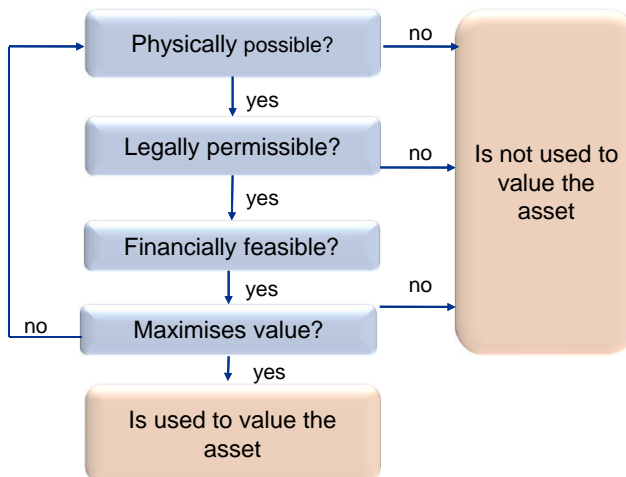 Physically possible?
no
yes
Legally permissible?
no
yes
Is not used to
value the
asset
Financially feasible?
yes
no
no
Maximises value?
yes
Is used to value the
asset